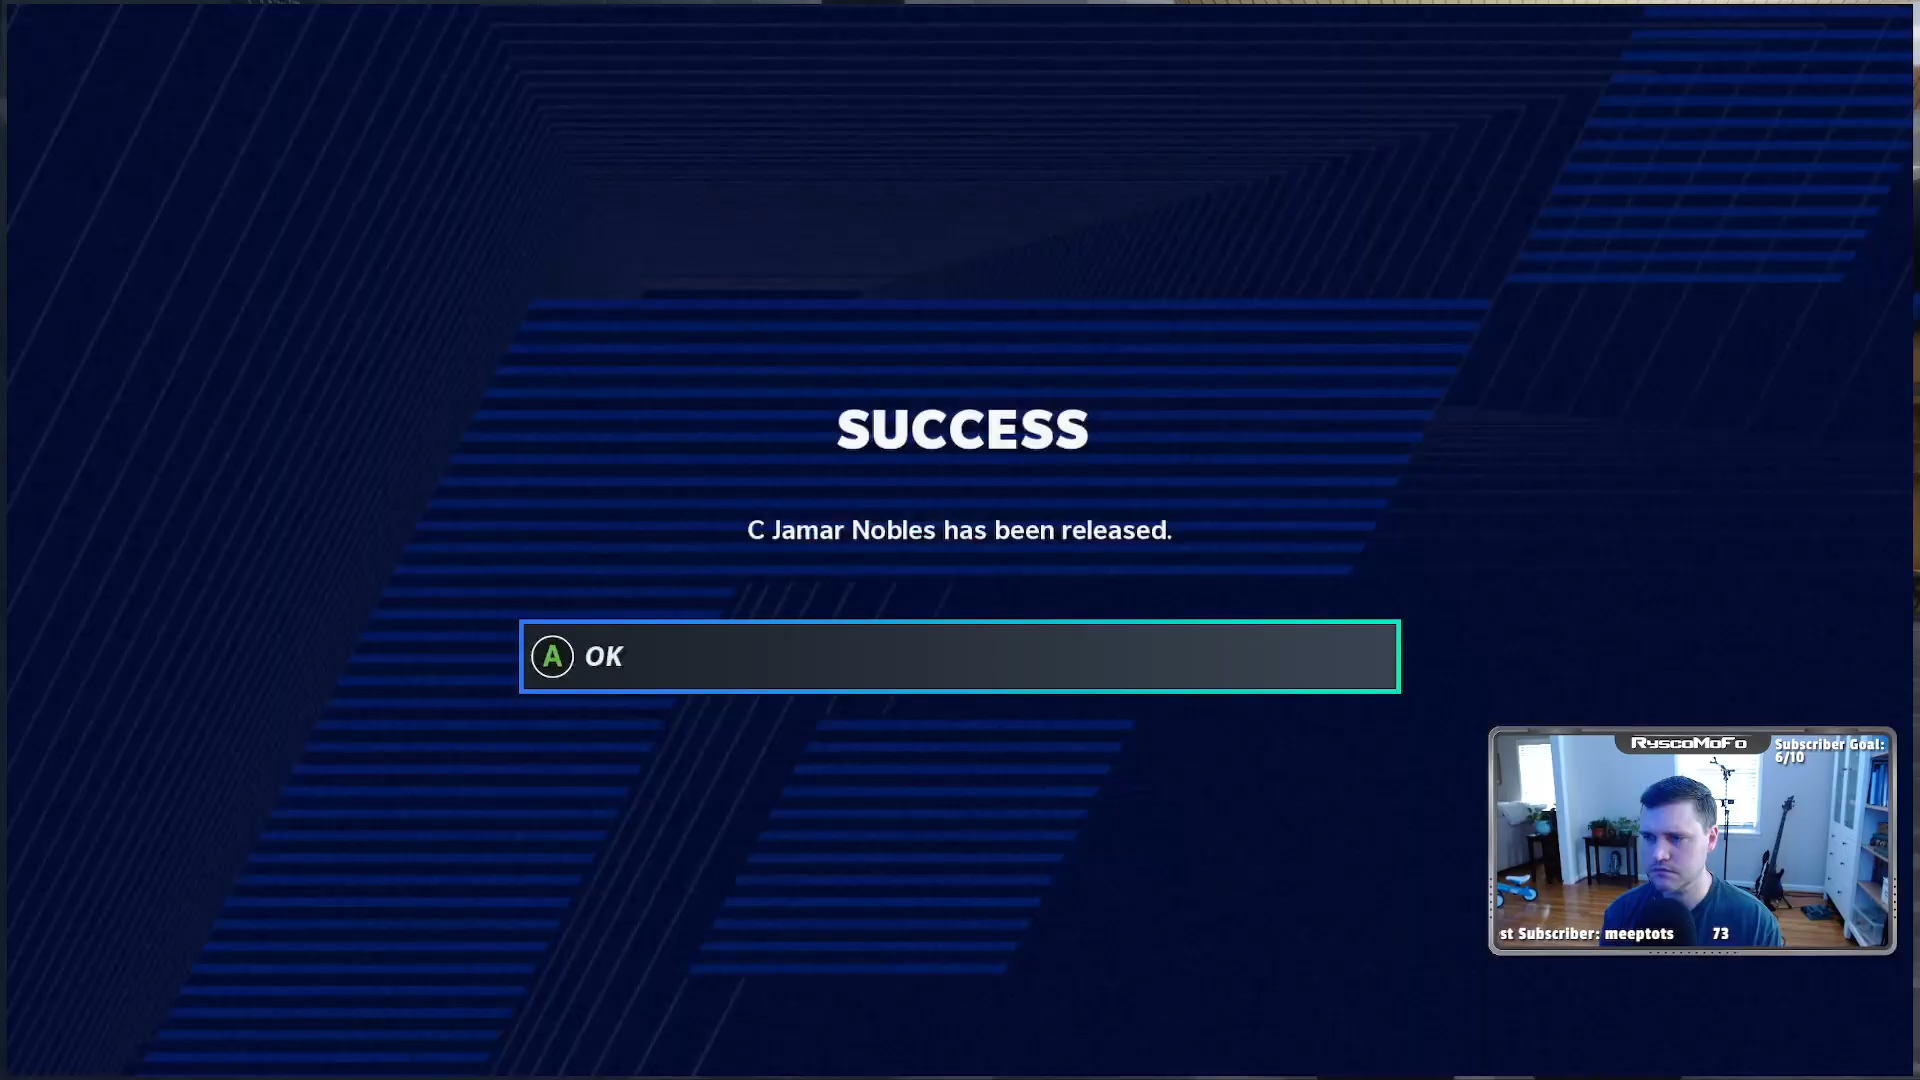 SUCCESS
C Jamar Nobles has been released.
A OK
RyscoMoFo
Subscriber Goal:
6/10
st Subscriber: meeptots 73